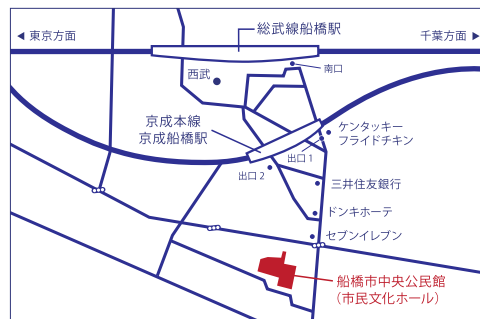 総武線船橋駅
◀ 東京方面
千葉方面 ▶
南口
西武
京成本線
京成船橋駅
ケンタッキー
フライドチキン
出口 1
出口 2
三井住友銀行
ドンキホーテ
セブンイレブン
船橋市中央公民館
(市民文化ホール)